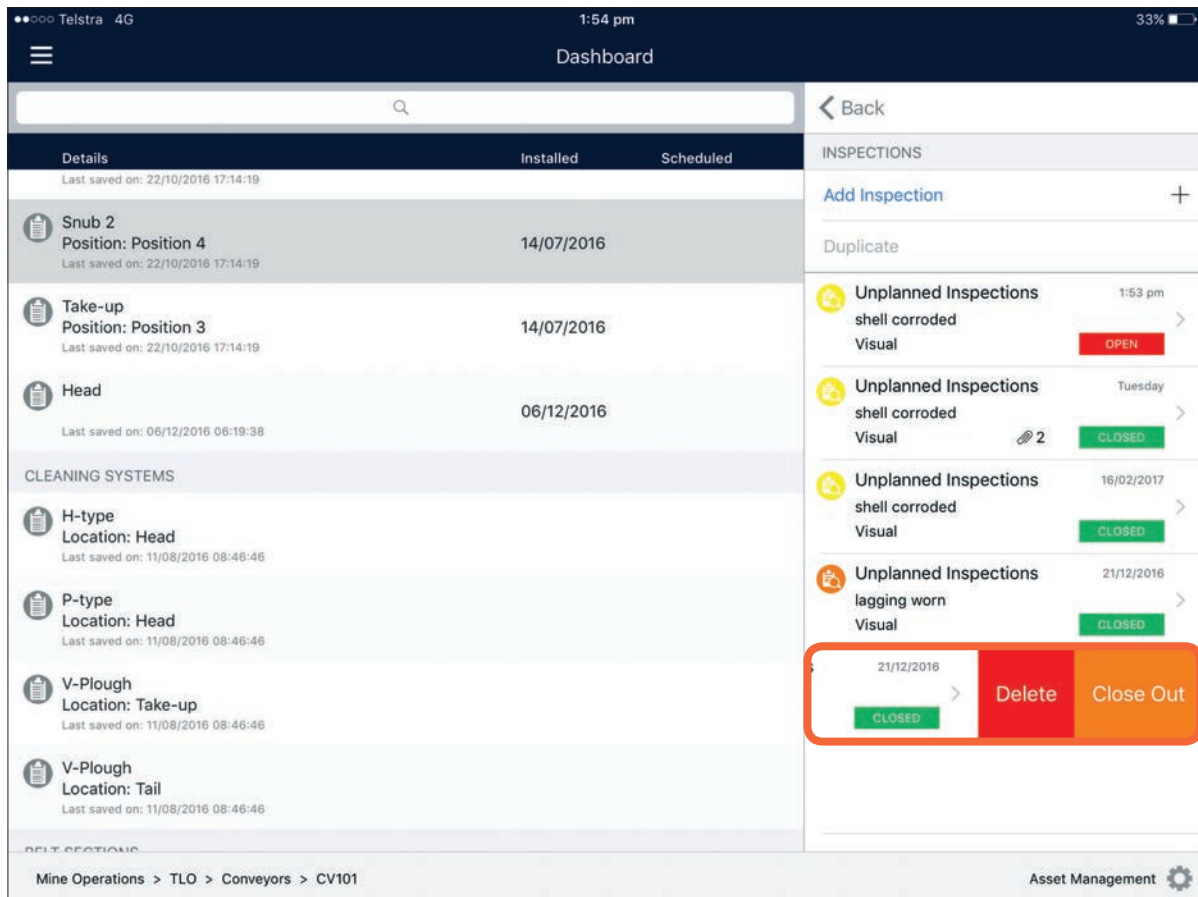 Telstra 4G
1:54 pm
33%
Dashboard
Back
Details Installed Scheduled
Last saved on: 22/10/2016 17:14:19
Snub 2
Position: Position 4
14/07/2016
Last saved on: 22/10/2016 17:14:19
Take-up
Position: Position 3
14/07/2016
Last saved on: 22/10/2016 17:14:19
Head
06/12/2016
Last saved on: 06/12/2016 06:19:38
CLEANING SYSTEMS
H-type
Location: Head
Last saved on: 11/08/2016 08:46:46
P-type
Location: Head
Last saved on: 11/08/2016 08:46:46
V-Plough
Location: Take-up
Last saved on: 11/08/2016 08:46:46
V-Plough
Location: Tail
Last saved on: 11/08/2016 08:46:46
BELT SECTIONS
INSPECTIONS
Add Inspection +
Duplicate
Unplanned Inspections 1:53 pm
shell corroded
Visual OPEN
Unplanned Inspections Tuesday
shell corroded
Visual 2 CLOSED
Unplanned Inspections 16/02/2017
shell corroded
Visual CLOSED
Unplanned Inspections 21/12/2016
lagging worn
Visual CLOSED
s 21/12/2016
CLOSED
Delete Close Out
Mine Operations > TLO > Conveyors > CV101
Asset Management